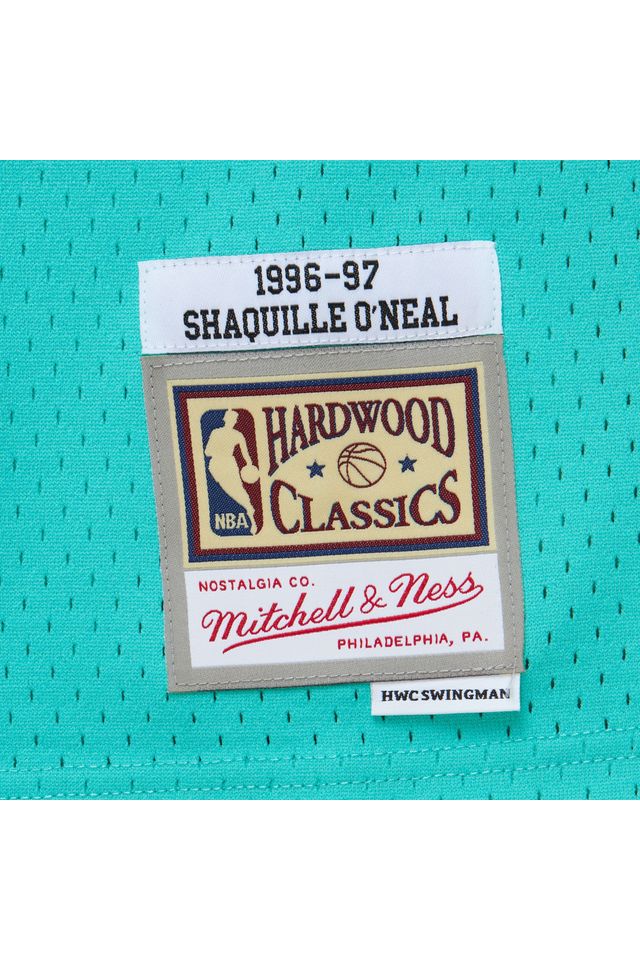 1996-97
SHAQUILLE O'NEAL
HARDWOOD
NBA
CLASSICS
NOSTALGIA CO.
Mitchell & Ness
PHILADELPHIA, PA.
HWC SWINGMAN